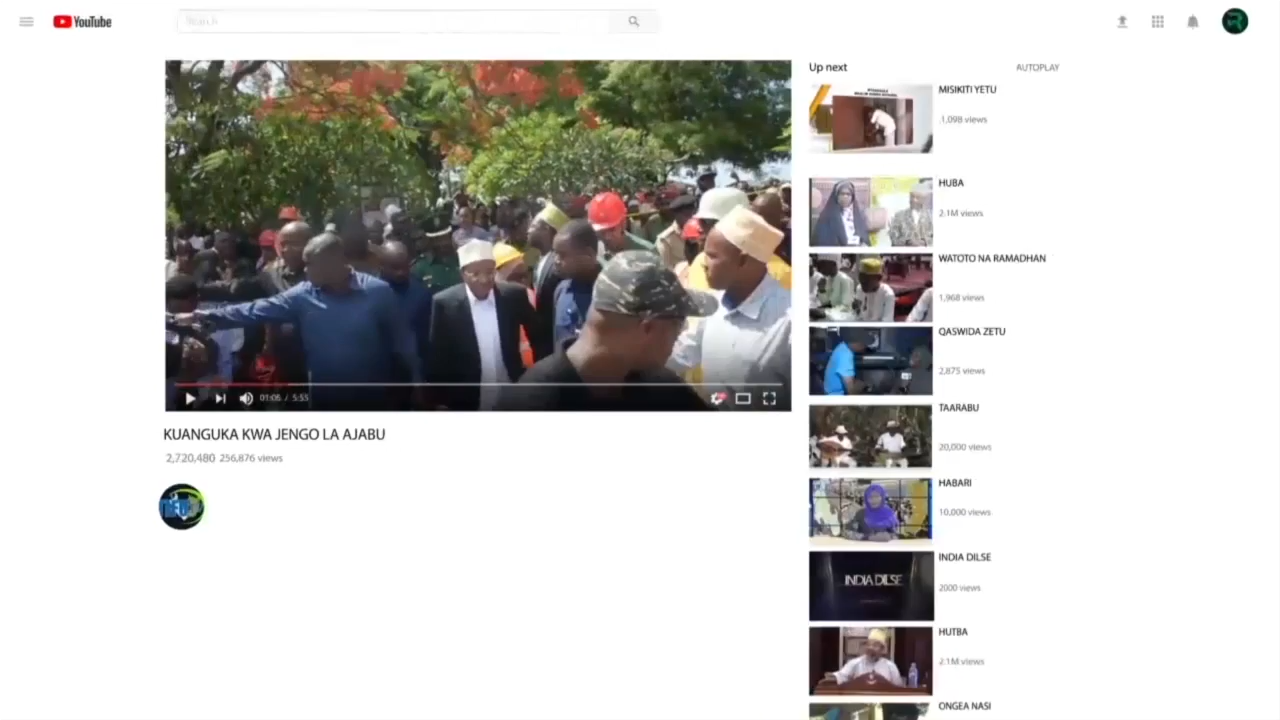 YouTube
Search
01:06 / 5:55
KUANGUKA KWA JENGO LA AJABU
2,720,480 256,876 views
Up next
AUTOPLAY
MISIKITI YETU
1,098 views
HUBA
2.1M views
WATOTO NA RAMADHAN
1,968 views
QASWIDA ZETU
2,875 views
TAARABU
20,000 views
HABARI
10,000 views
INDIA DILSE
INDIA DILSE
2000 views
HUTBA
2.1M views
ONGEA NASI